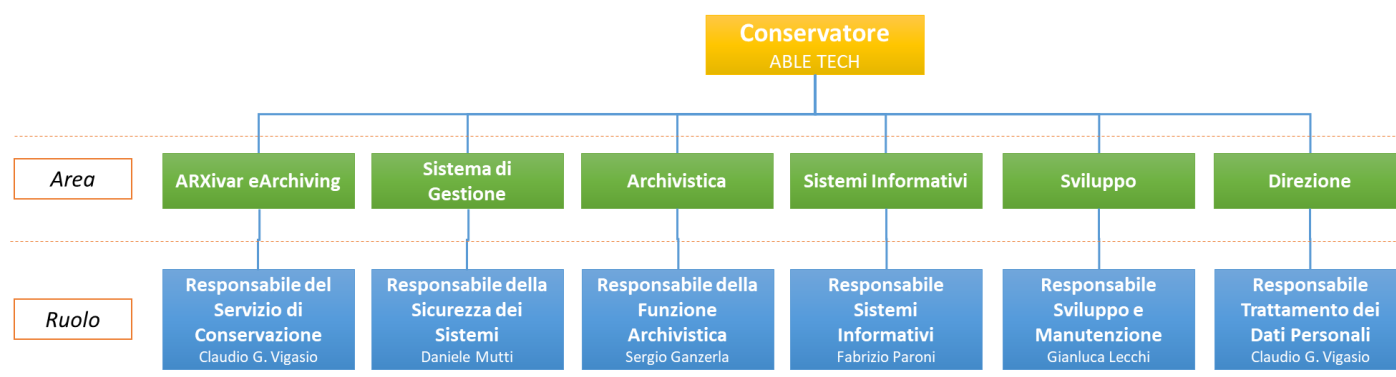 Conservatore
ABLE TECH
Area
ARXivar eArchiving
Sistema di
Gestione
Archivistica
Sistemi Informativi
Sviluppo
Direzione
Ruolo
Responsabile del
Servizio di
Conservazione
Claudio G. Vigasio
Responsabile della
Sicurezza dei
Sistemi
Daniele Mutti
Responsabile della
Funzione
Archivistica
Sergio Ganzerla
Responsabile
Sistemi
Informativi
Fabrizio Paroni
Responsabile
Sviluppo e
Manutenzione
Gianluca Lecchi
Responsabile
Trattamento dei
Dati Personali
Claudio G. Vigasio